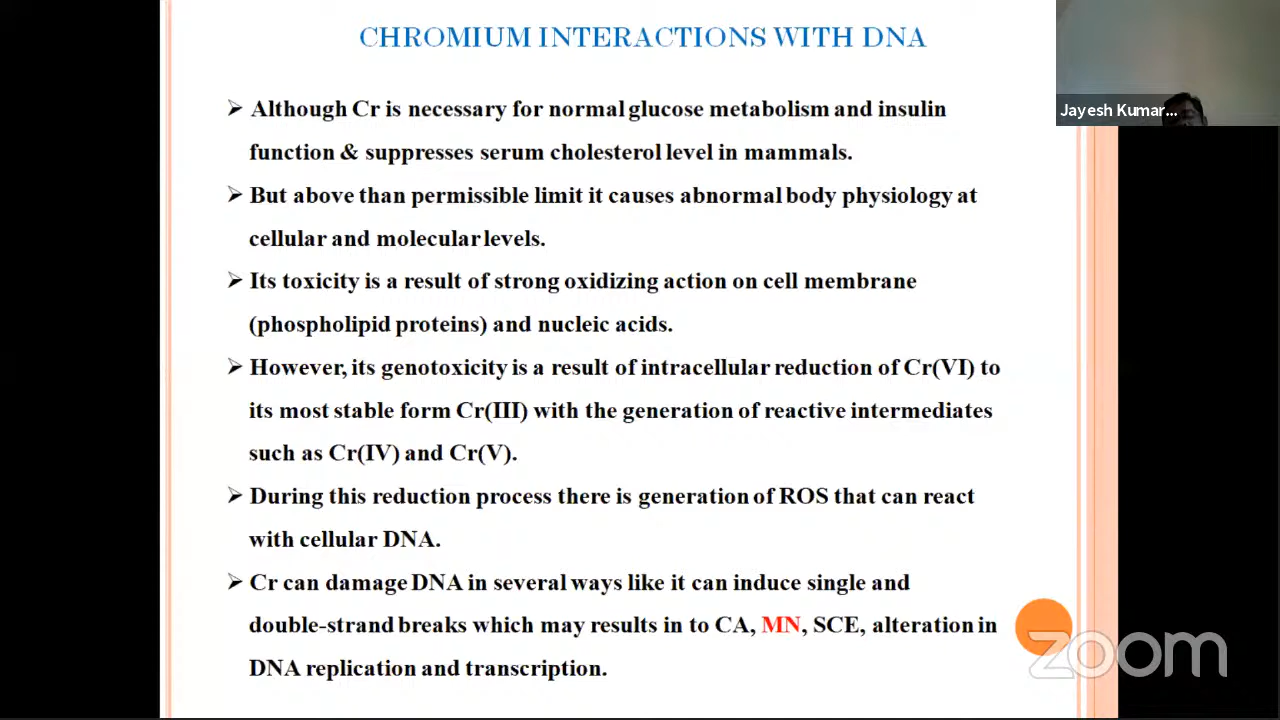 CHROMIUM INTERACTIONS WITH DNA
Jayesh Kumar...
➢ Although Cr is necessary for normal glucose metabolism and insulin
function & suppresses serum cholesterol level in mammals.
➢ But above than permissible limit it causes abnormal body physiology at
cellular and molecular levels.
➢ Its toxicity is a result of strong oxidizing action on cell membrane
(phospholipid proteins) and nucleic acids.
➢ However, its genotoxicity is a result of intracellular reduction of Cr(VI) to
its most stable form Cr(III) with the generation of reactive intermediates
such as Cr(IV) and Cr(V).
➢ During this reduction process there is generation of ROS that can react
with cellular DNA.
➢ Cr can damage DNA in several ways like it can induce single and
double-strand breaks which may results in to CA, MN, SCE, alteration in
DNA replication and transcription.
zoom